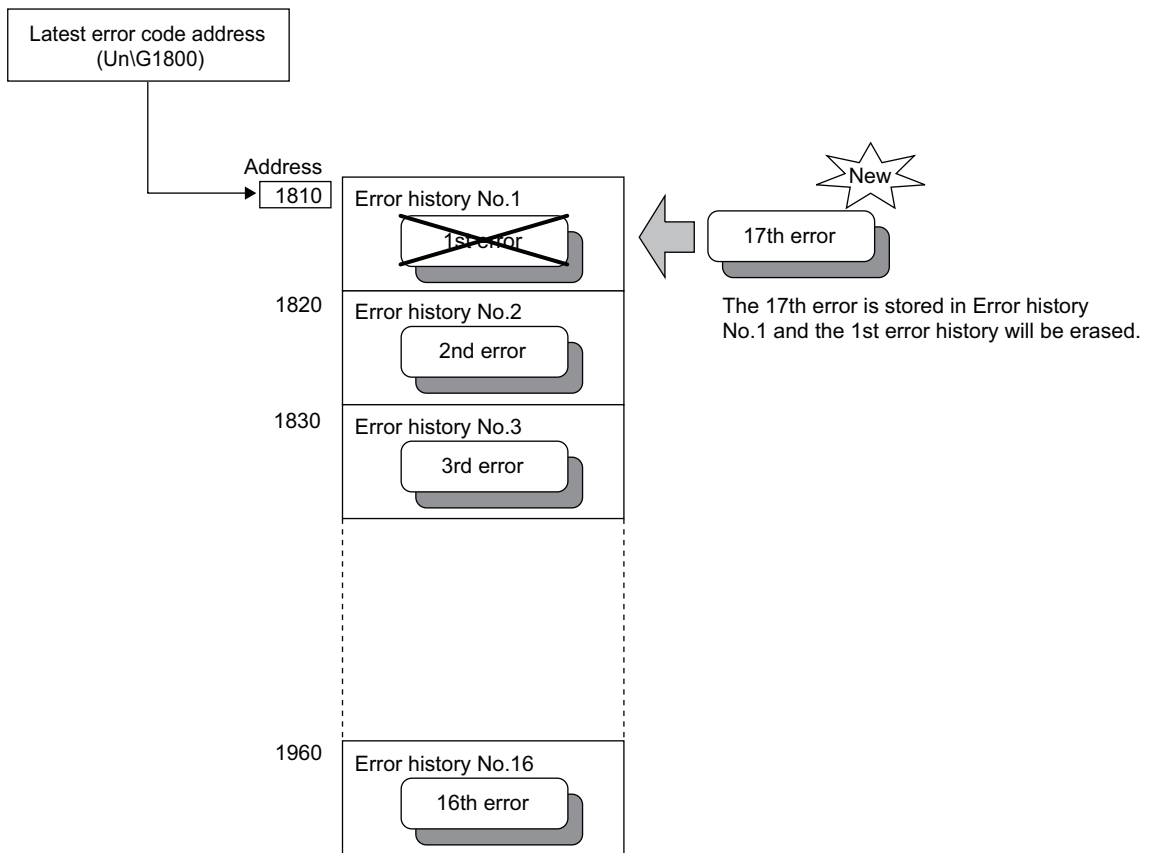 Latest error code address
(Un\G1800)
Address
1810
Error history No.1
1st error
New
17th error
The 17th error is stored in Error history
No.1 and the 1st error history will be erased.
1820
Error history No.2
2nd error
1830
Error history No.3
3rd error
1960
Error history No.16
16th error